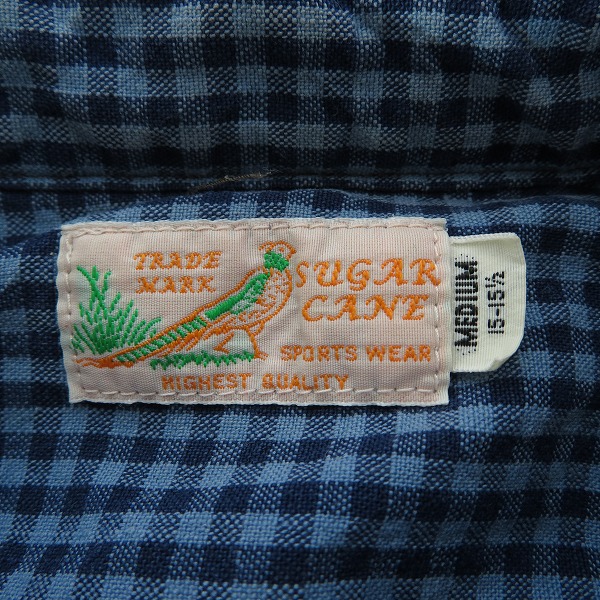 TRADE
MARK
SUGAR
CANE
SPORTS WEAR
HIGHEST QUALITY
MEDIUM
15-15½